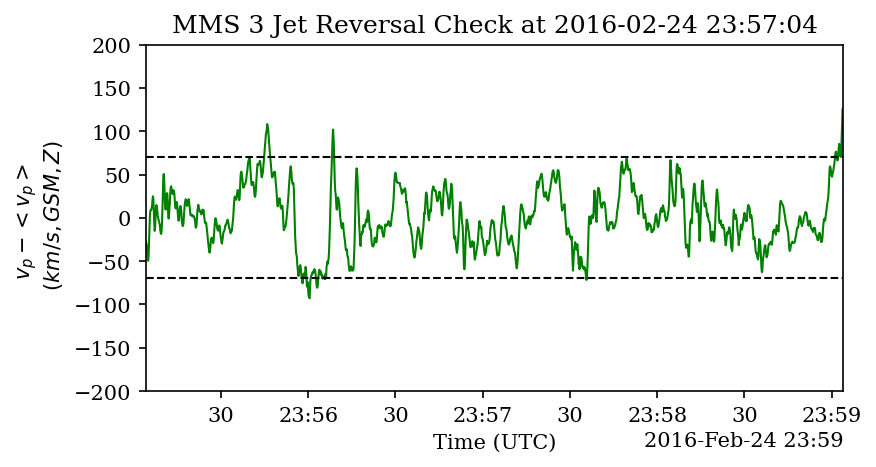 MMS 3 Jet Reversal Check at 2016-02-24 23:57:04
200
150
100
50
0
−50
−100
−150
−200
v_p − < v_p >
(km/s, GSM, Z)
30 23:56 30 23:57 30 23:58 30 23:59
Time (UTC)
2016-Feb-24 23:59